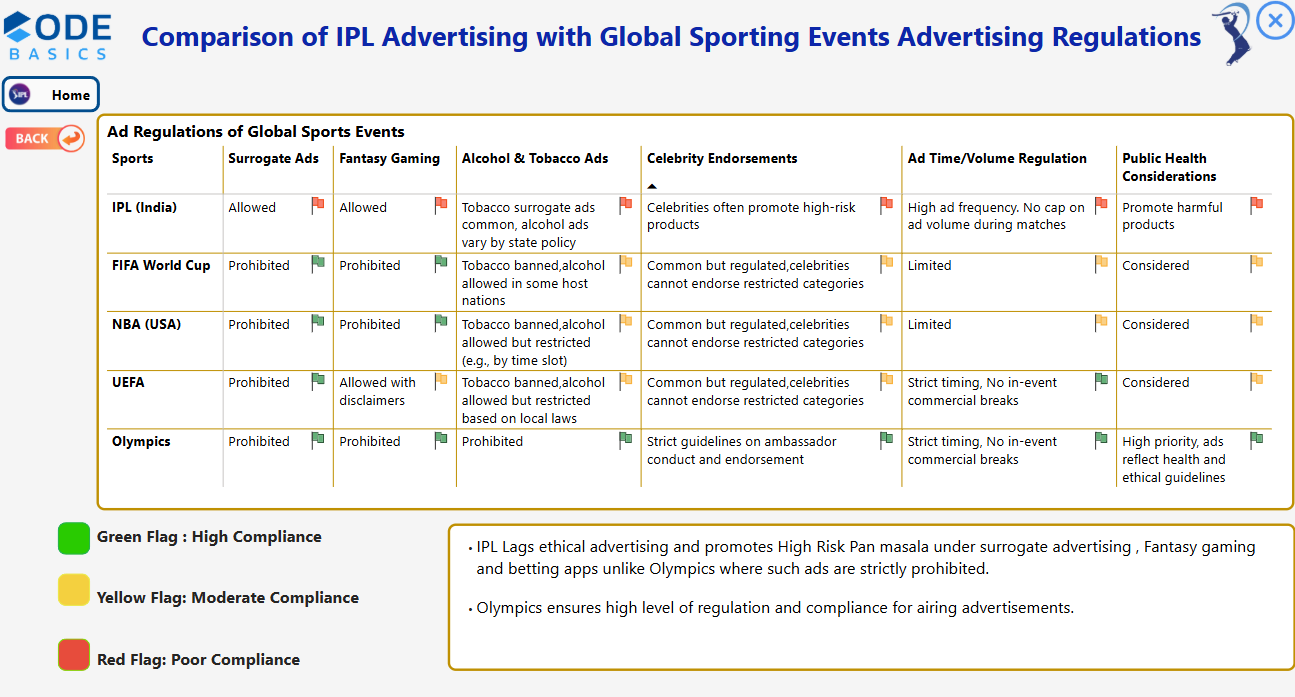 CODE
BASICS
Comparison of IPL Advertising with Global Sporting Events Advertising Regulations
IPL
Home
BACK
Ad Regulations of Global Sports Events
Sports
Surrogate Ads
Fantasy Gaming
Alcohol & Tobacco Ads
Celebrity Endorsements
Ad Time/Volume Regulation
Public Health
Considerations
IPL (India)
Allowed
Allowed
Tobacco surrogate ads
common, alcohol ads
vary by state policy
Celebrities often promote high-risk
products
High ad frequency. No cap on
ad volume during matches
Promote harmful
products
FIFA World Cup
Prohibited
Prohibited
Tobacco banned,alcohol
allowed in some host
nations
Common but regulated,celebrities
cannot endorse restricted categories
Limited
Considered
NBA (USA)
Prohibited
Prohibited
Tobacco banned,alcohol
allowed but restricted
(e.g., by time slot)
Common but regulated,celebrities
cannot endorse restricted categories
Limited
Considered
UEFA
Prohibited
Allowed with
disclaimers
Tobacco banned,alcohol
allowed but restricted
based on local laws
Common but regulated,celebrities
cannot endorse restricted categories
Strict timing, No in-event
commercial breaks
Considered
Olympics
Prohibited
Prohibited
Prohibited
Strict guidelines on ambassador
conduct and endorsement
Strict timing, No in-event
commercial breaks
High priority, ads
reflect health and
ethical guidelines
Green Flag : High Compliance
Yellow Flag: Moderate Compliance
Red Flag: Poor Compliance
• IPL Lags ethical advertising and promotes High Risk Pan masala under surrogate advertising , Fantasy gaming
and betting apps unlike Olympics where such ads are strictly prohibited.
• Olympics ensures high level of regulation and compliance for airing advertisements.